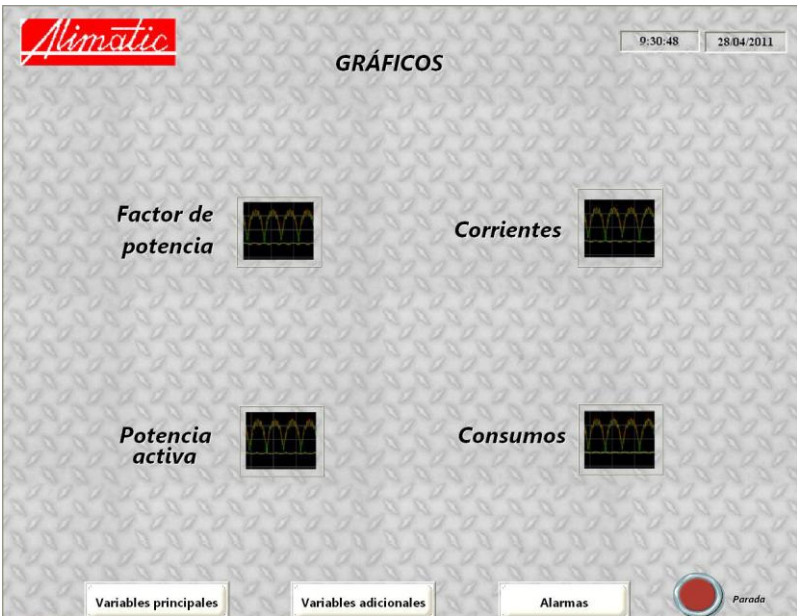 Alimatic
9:30:48
28/04/2011
GRÁFICOS
Factor de
potencia
Corrientes
Potencia
activa
Consumos
Variables principales
Variables adicionales
Alarmas
Parada